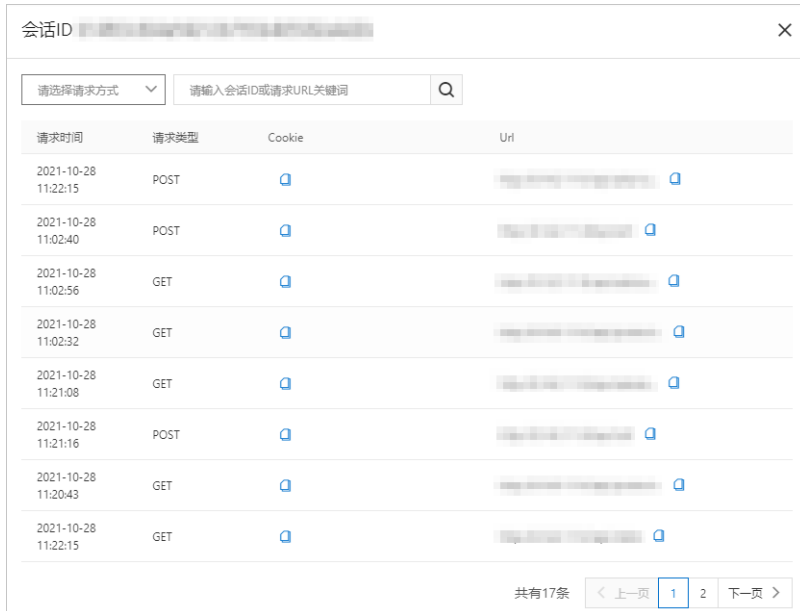 会话ID
请选择请求方式 请输入会话ID或请求URL关键词
请求时间 请求类型 Cookie Url
2021-10-28
11:22:15
POST
2021-10-28
11:02:40
POST
2021-10-28
11:02:56
GET
2021-10-28
11:02:32
GET
2021-10-28
11:21:08
GET
2021-10-28
11:21:16
POST
2021-10-28
11:20:43
GET
2021-10-28
11:22:15
GET
共有17条 上一页 1 2 下一页